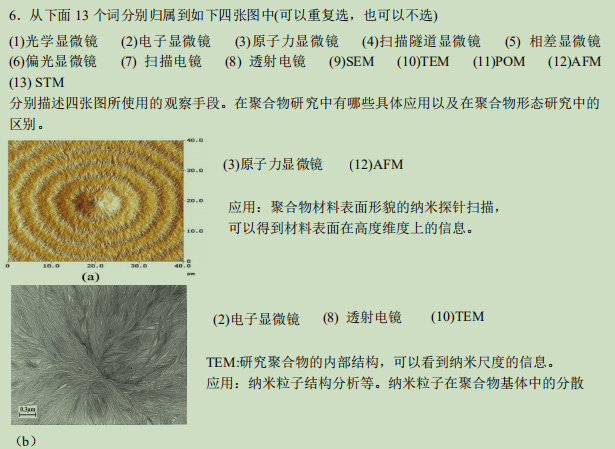 6．从下面 13 个词分别归属到如下四张图中(可以重复选，也可以不选)
(1)光学显微镜 (2)电子显微镜 (3)原子力显微镜 (4)扫描隧道显微镜 (5) 相差显微镜
(6)偏光显微镜 (7) 扫描电镜 (8) 透射电镜 (9)SEM (10)TEM (11)POM (12)AFM
(13) STM
分别描述四张图所使用的观察手段。在聚合物研究中有哪些具体应用以及在聚合物形态研究中的
区别。
40.0
30.0
20.0
10.0
0
0 10.0 20.0 30.0 40.0
(a)
(3)原子力显微镜 (12)AFM
应用：聚合物材料表面形貌的纳米探针扫描，
可以得到材料表面在高度维度上的信息。
(2)电子显微镜 (8) 透射电镜 (10)TEM
TEM:研究聚合物的内部结构，可以看到纳米尺度的信息。
应用：纳米粒子结构分析等。纳米粒子在聚合物基体中的分散
0.3μm
（b）